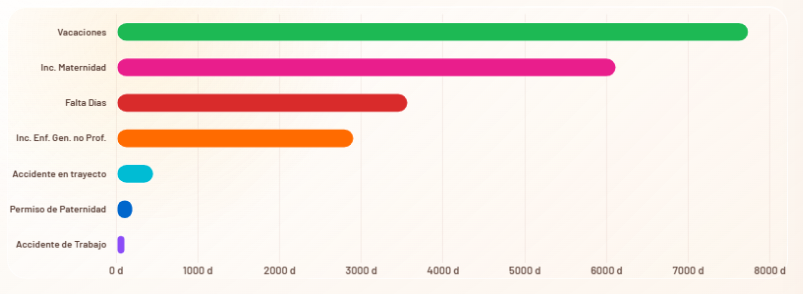 Vacaciones
Inc. Maternidad
Falta Dias
Inc. Enf. Gen. no Prof.
Accidente en trayecto
Permiso de Paternidad
Accidente de Trabajo
0 d 1000 d 2000 d 3000 d 4000 d 5000 d 6000 d 7000 d 8000 d